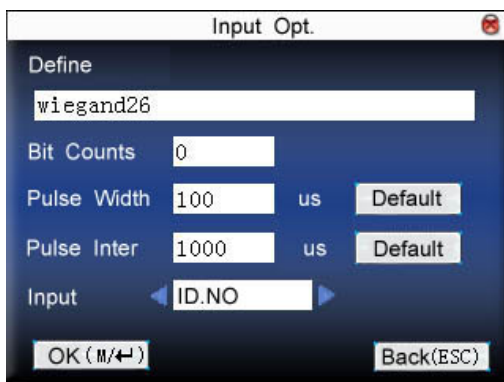 Input Opt.
Define
wiegand26
Bit Counts 0
Pulse Width 100 us Default
Pulse Inter 1000 us Default
Input ID.NO
OK(M/↵) Back(ESC)